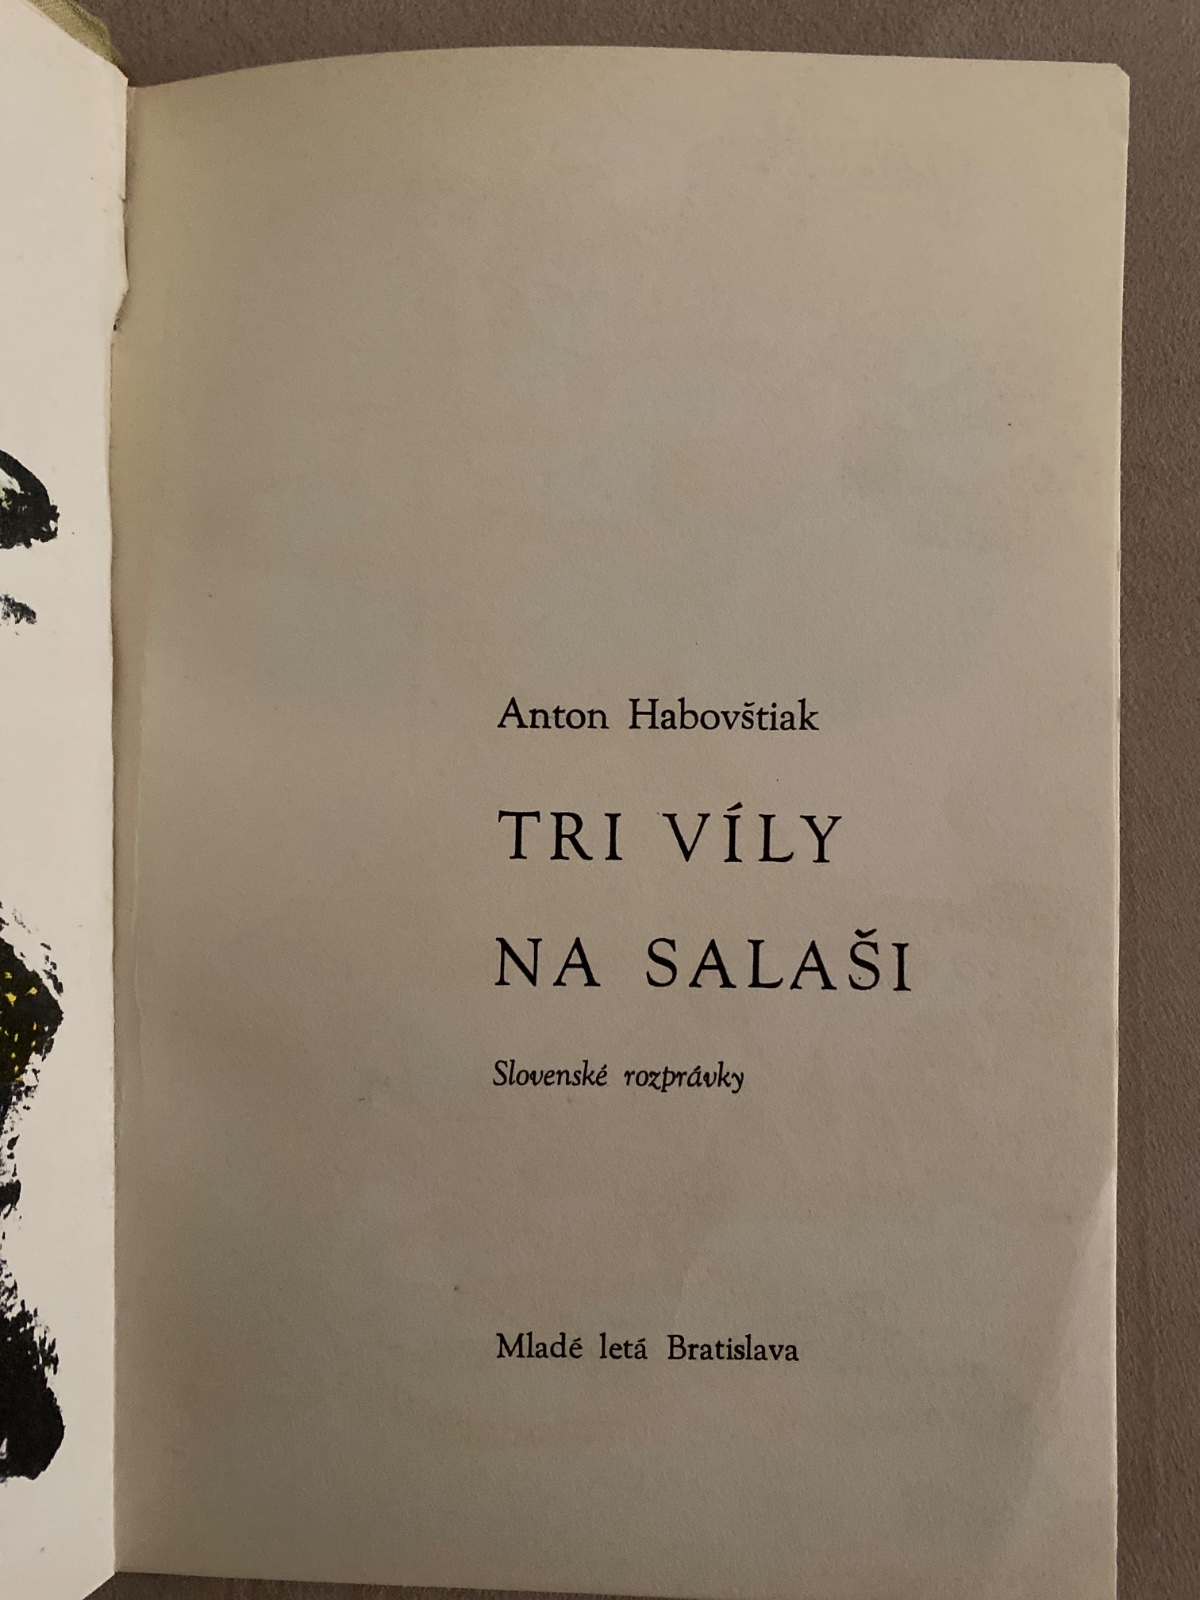 Anton Habovštiak
TRI VÍLY
NA SALAŠI
Slovenské rozprávky
Mladé letá Bratislava